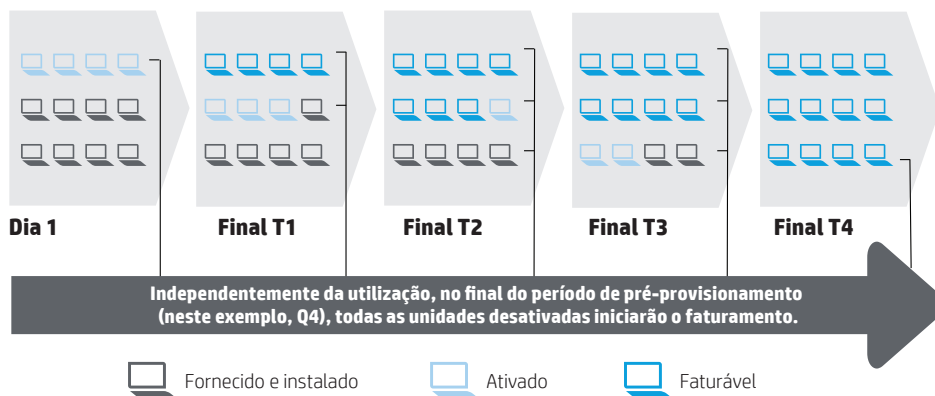 Dia 1
Final T1
Final T2
Final T3
Final T4
Independentemente da utilização, no final do período de pré-provisionamento
(neste exemplo, Q4), todas as unidades desativadas iniciarão o faturamento.
Fornecido e instalado
Ativado
Faturável